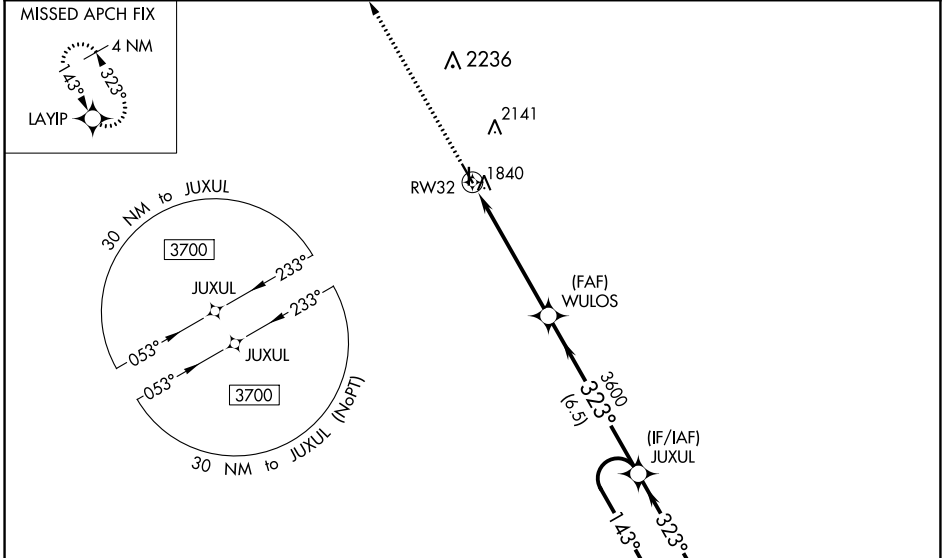 MISSED APCH FIX
4 NM
143°
323°
LAYIP
2236
2141
1840
RW32
30 NM to JUXUL
3700
JUXUL
233°
053°
233°
JUXUL
053°
3700
30 NM to JUXUL (NoPT)
(FAF)
WULOS
3600
323°
(6.5)
(IF/IAF)
JUXUL
143°
323°